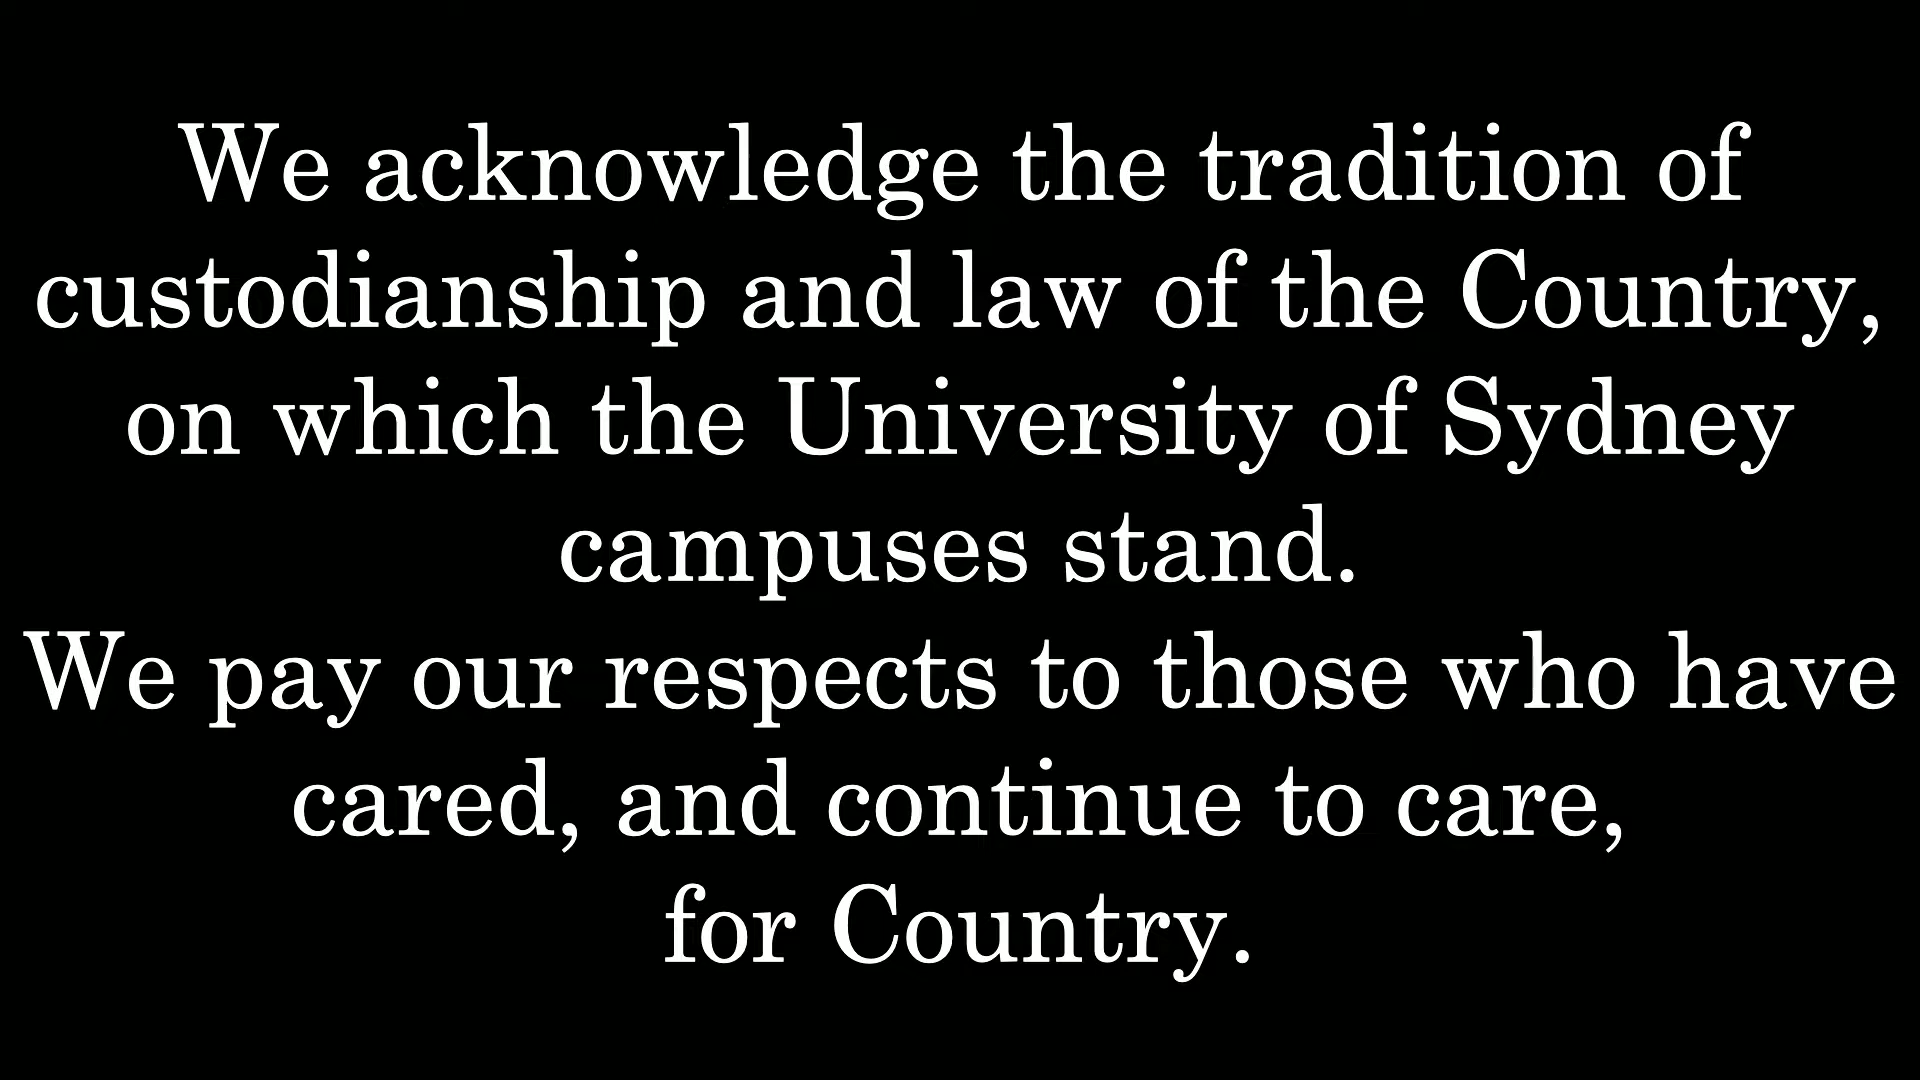 We acknowledge the tradition of
custodianship and law of the Country,
on which the University of Sydney
campuses stand.
We pay our respects to those who have
cared, and continue to care,
for Country.